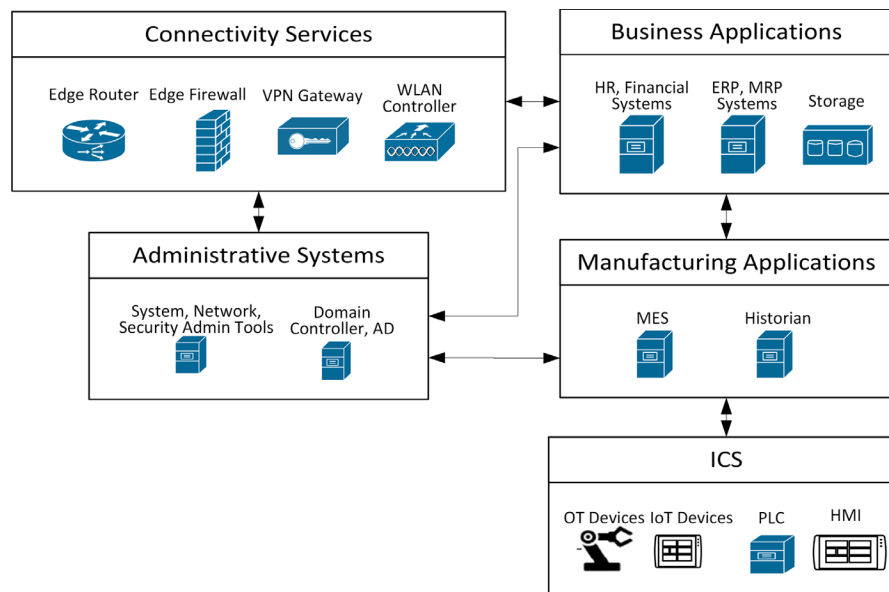 Connectivity Services
Edge Router
Edge Firewall
VPN Gateway
WLAN
Controller
Business Applications
HR, Financial
Systems
ERP, MRP
Systems
Storage
Administrative Systems
System, Network,
Security Admin Tools
Domain
Controller, AD
Manufacturing Applications
MES
Historian
ICS
OT Devices
IoT Devices
PLC
HMI